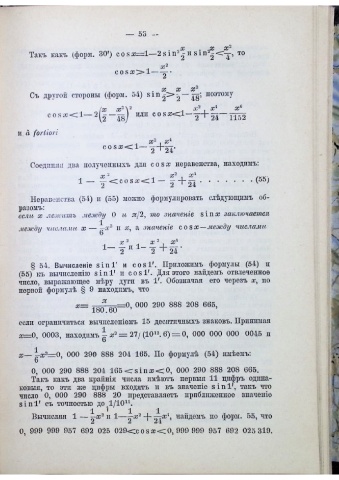 — 55 —
Такъ какъ (форм. 30') cos x=1—2 sin² x/2 и sin² x/2 < x²/4, то
cos x > 1 — x²/2.
Съ другой стороны (форм. 54) sin x/2 > x/2 — x³/48; поэтому
cos x < 1 — 2(x/2 — x³/48)² или cos x < 1 — x²/2 + x⁴/24 — x⁶/1152
и à fortiori
cos x < 1 — x²/2 + x⁴/24.
Соединяя два полученныхъ для cos x неравенства, находимъ:
1 — x²/2 < cos x < 1 — x²/2 + x⁴/24 . . . . . . . (55)
Неравенства (54) и (55) можно формулировать слѣдующимъ об-
разомъ:
если x лежитъ между 0 и π/2, то значеніе sin x заключается
между числами x — 1/6 x³ и x, а значеніе cos x—между числами
1— x²/2 и 1— x²/2 + x⁴/24.
§ 54. Вычисленіе sin 1' и cos 1'. Приложимъ формулы (54) и
(55) къ вычисленію sin 1' и cos 1'. Для этого найдемъ отвлеченное
число, выражающее мѣру дуги въ 1'. Обозначая его черезъ x, по
первой формулѣ § 9 находимъ, что
x= π/180.60 =0, 000 290 888 208 665,
если ограничиться вычисленіемъ 15 десятичныхъ знаковъ. Принимая
x=0, 0003, находимъ 1/6 x³ = 27/(10¹².6) = 0, 000 000 000 0045 и
x— 1/6 x³=0, 000 290 888 204 165. По формулѣ (54) имѣемъ:
0, 000 290 888 204 165 < sin x < 0, 000 290 888 208 665.
Такъ какъ два крайнія числа имѣютъ первыя 11 цифръ одина-
ковыя, то эти же цифры входятъ и въ значеніе sin 1', такъ что
число 0, 000 290 888 20 представляетъ приближенное значеніе
sin 1' съ точностью до 1/10¹¹.
Вычисляя 1 — 1/2 x² и 1— 1/2 x² + 1/24 x⁴, найдемъ по форм. 55, что
0, 999 999 957 692 025 029 < cos x < 0, 999 999 957 692 025 319.